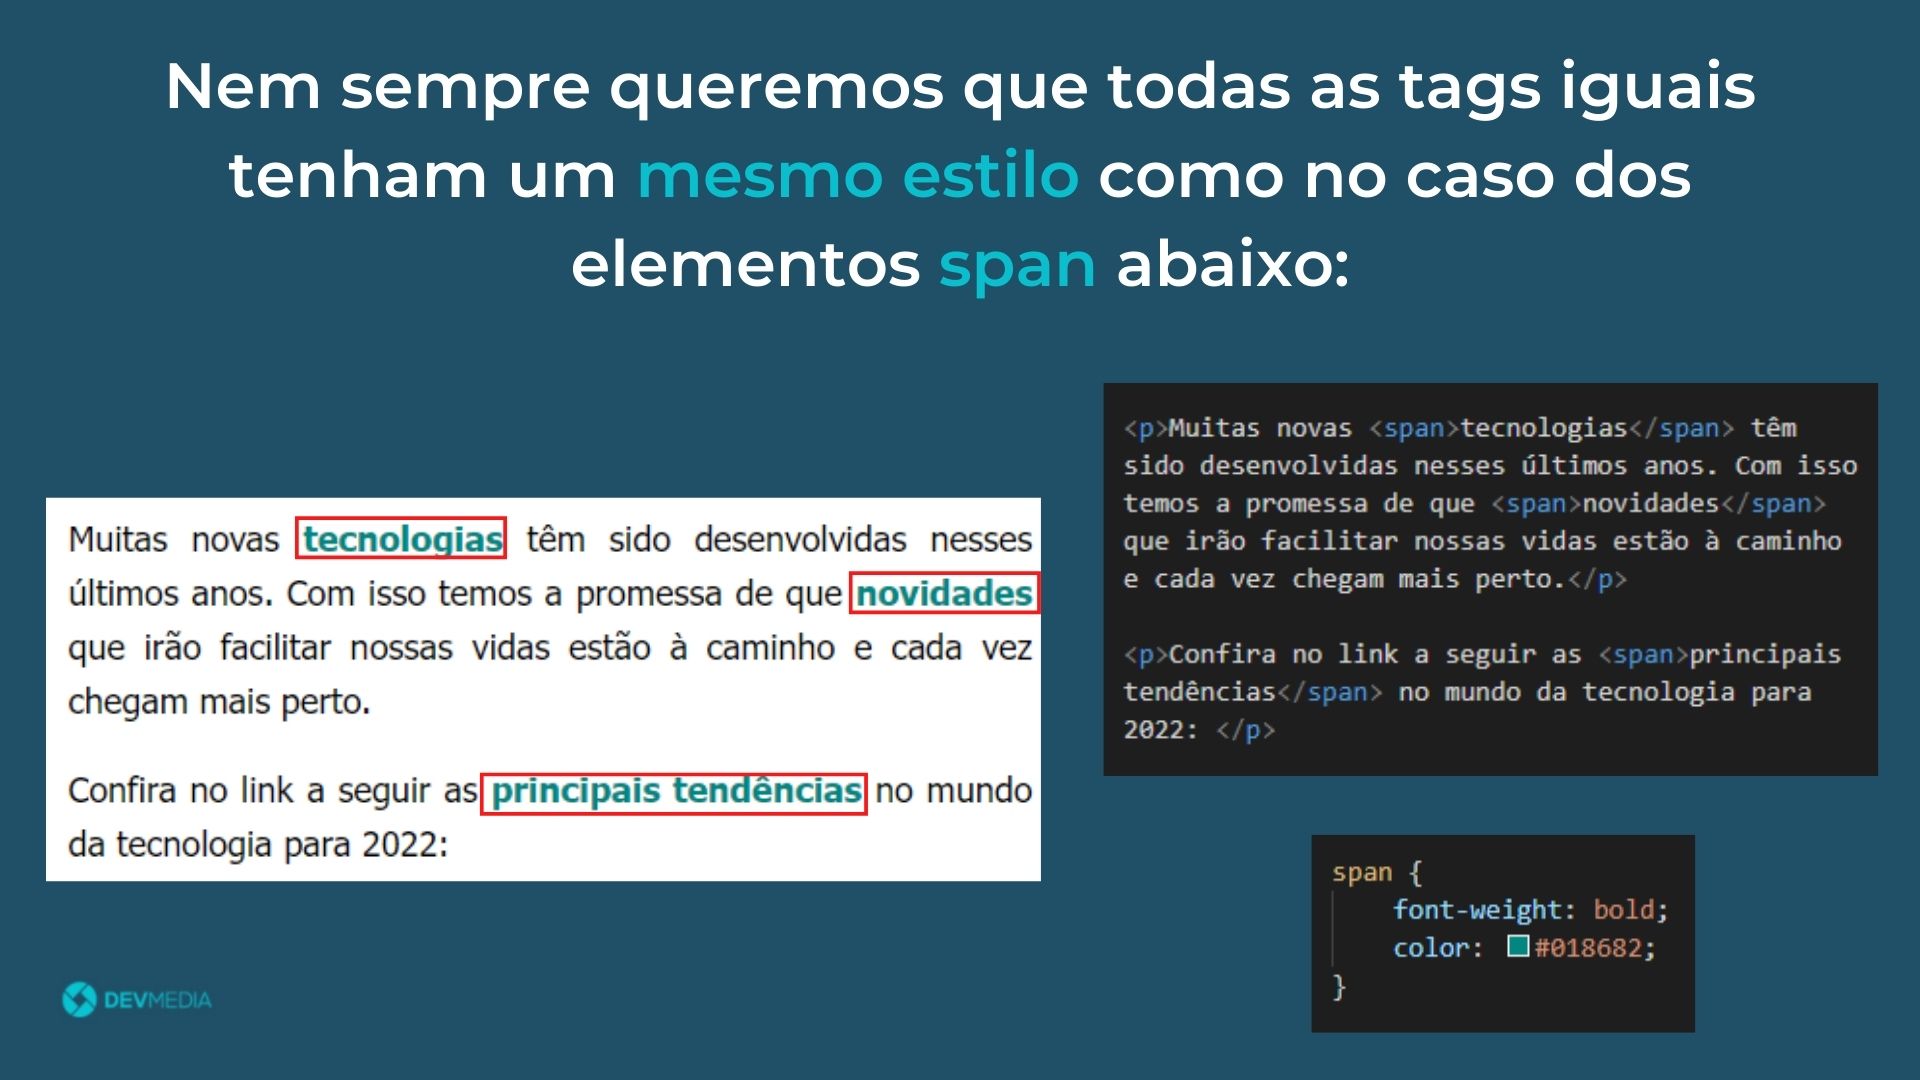 Nem sempre queremos que todas as tags iguais
tenham um mesmo estilo como no caso dos
elementos span abaixo:
Muitas novas tecnologias têm sido desenvolvidas nesses
últimos anos. Com isso temos a promessa de que novidades
que irão facilitar nossas vidas estão à caminho e cada vez
chegam mais perto.
Confira no link a seguir as principais tendências no mundo
da tecnologia para 2022:
<p>Muitas novas <span>tecnologias</span> têm
sido desenvolvidas nesses últimos anos. Com isso
temos a promessa de que <span>novidades</span>
que irão facilitar nossas vidas estão à caminho
e cada vez chegam mais perto.</p>
<p>Confira no link a seguir as <span>principais
tendências</span> no mundo da tecnologia para
2022: </p>
span {
font-weight: bold;
color: #018682;
}
DEVMEDIA